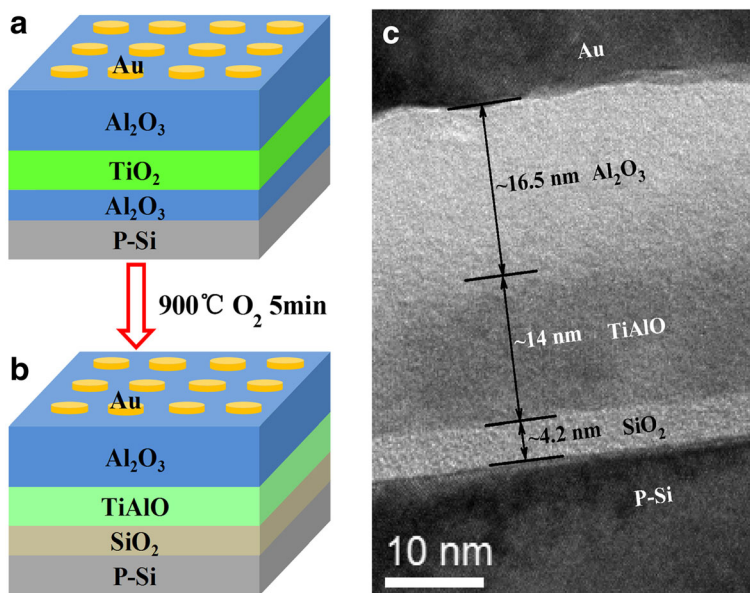 a
Au
Al₂O₃
TiO₂
Al₂O₃
P-Si
900℃ O₂ 5min
b
Au
Al₂O₃
TiAlO
SiO₂
P-Si
c
Au
~16.5 nm Al₂O₃
~14 nm TiAlO
~4.2 nm SiO₂
P-Si
10 nm